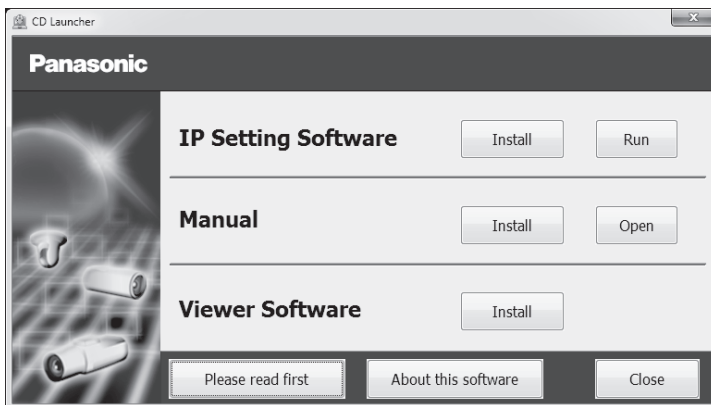 CD Launcher
Panasonic
IP Setting Software Install Run
Manual Install Open
Viewer Software Install
Please read first About this software Close